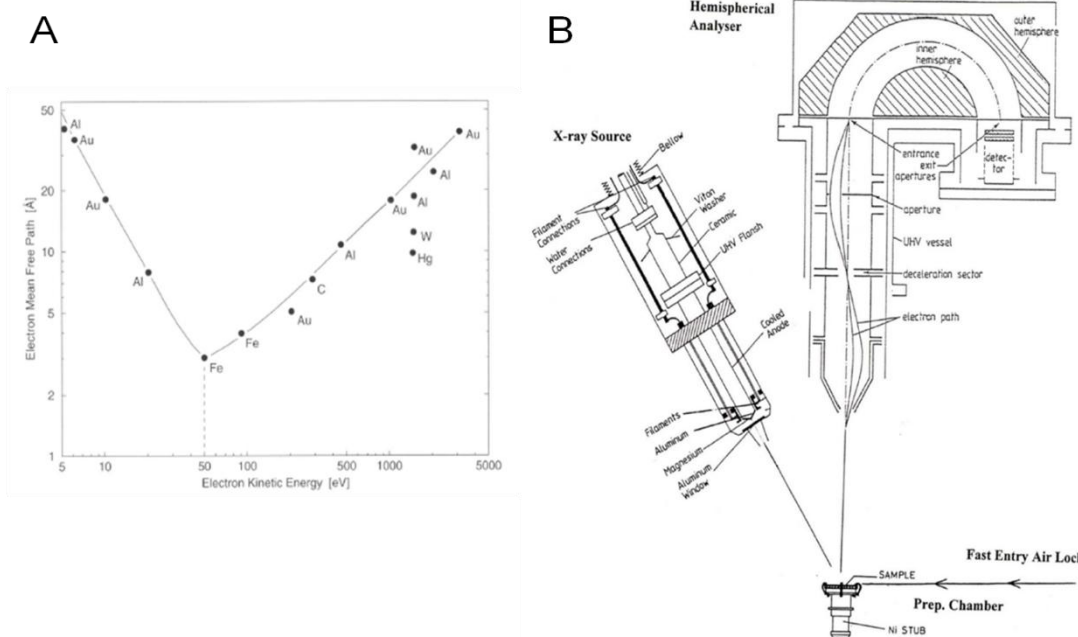 A
50
20
10
5
2
1
Electron Mean Free Path [Å]
Al
Au
Au
Al
Fe
Fe
Au
C
Al
Au
Au
Al
Al
W
Hg
Au
5
10
50
100
500
1000
5000
Electron Kinetic Energy [eV]
B
Hemispherical
Analyser
outer
hemisphere
inner
hemisphere
X-ray Source
Bellow
Viton
Washer
Ceramic
UHV Flansh
Filament
Connections
Water
Connections
Cooled
Anode
Filaments
Aluminum
Magnesium
Aluminum
Window
entrance
exit
apertures
detec-
tor
aperture
UHV vessel
deceleration sector
electron path
Fast Entry Air Lock
SAMPLE
Prep. Chamber
Ni STUB